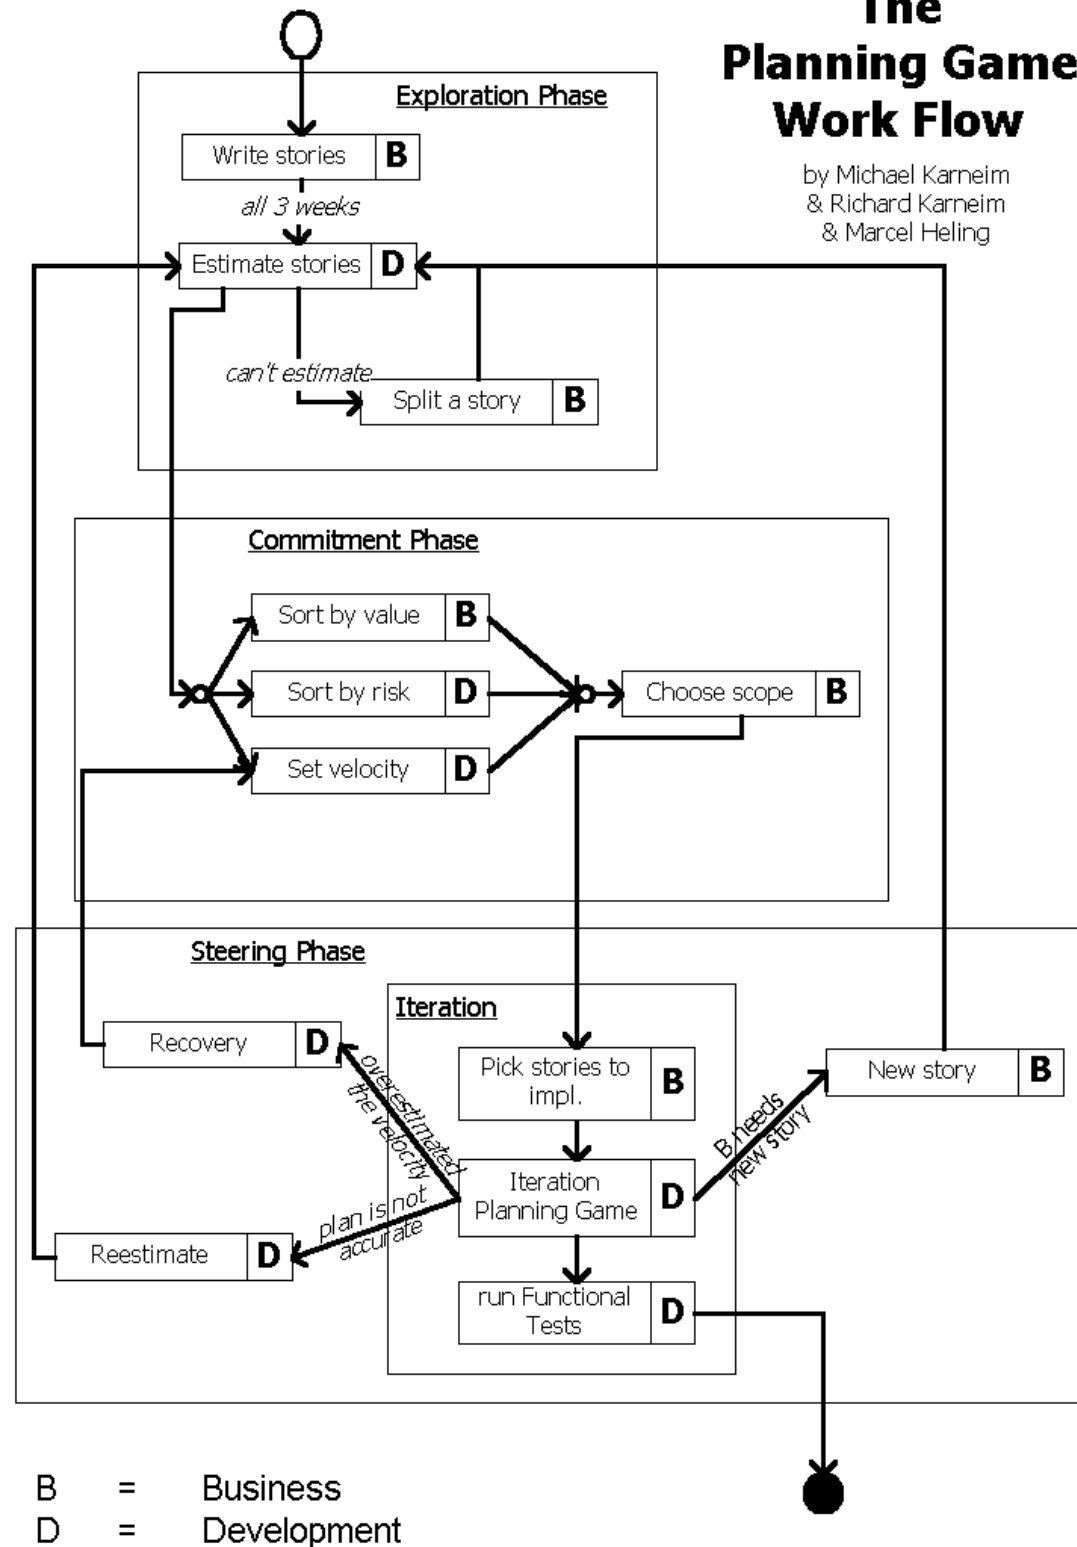 The
Planning Game
Work Flow
by Michael Karneim
& Richard Karneim
& Marcel Heling
Exploration Phase
Write stories B
all 3 weeks
Estimate stories D
can't estimate
Split a story B
Commitment Phase
Sort by value B
Sort by risk D
Choose scope B
Set velocity D
Steering Phase
Iteration
Recovery D
overestimated
the velocity
Pick stories to
impl.
B
New story B
B needs
new story
Iteration
Planning Game
D
plan is not
accurate
Reestimate D
run Functional
Tests
D
B = Business
D = Development